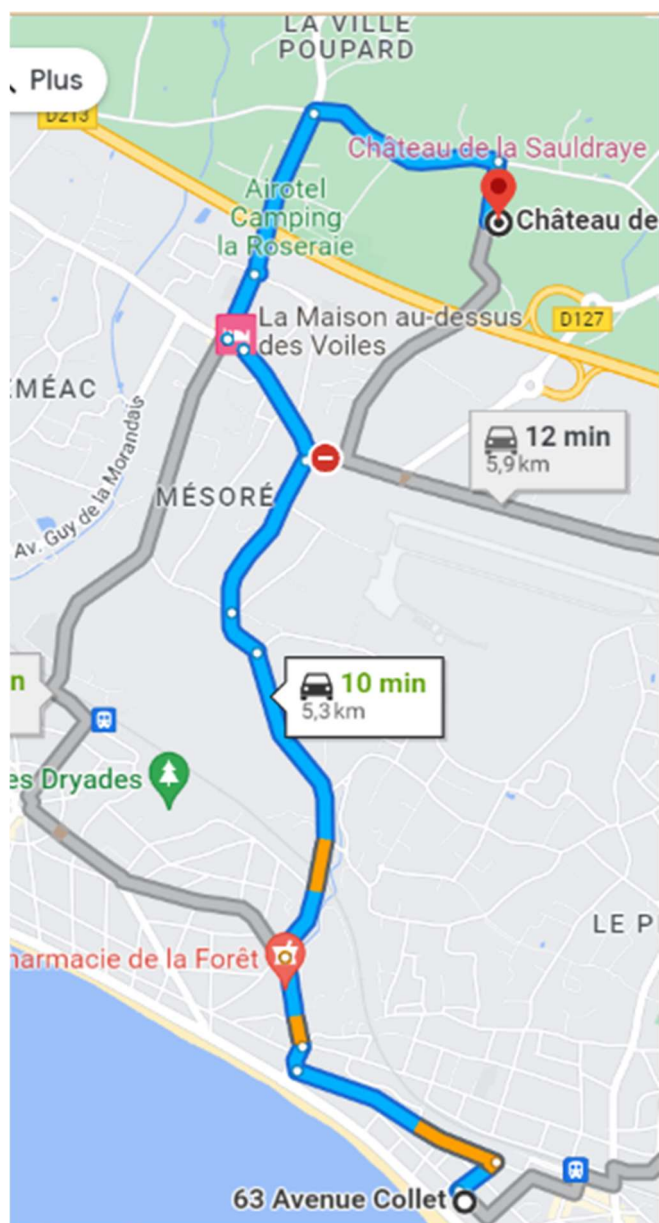 LA VILLE
POUPARD
Plus
D213
Château de la Sauldraye
Airotel
Camping
la Roseraie
Château de
La Maison au-dessus
des Voiles
D127
ÉMÉAC
12 min
5,9 km
Av. Guy de la Morandais
MÉSORÉ
10 min
5,3 km
n
es Dryades
LE P
harmacie de la Forêt
63 Avenue Collet